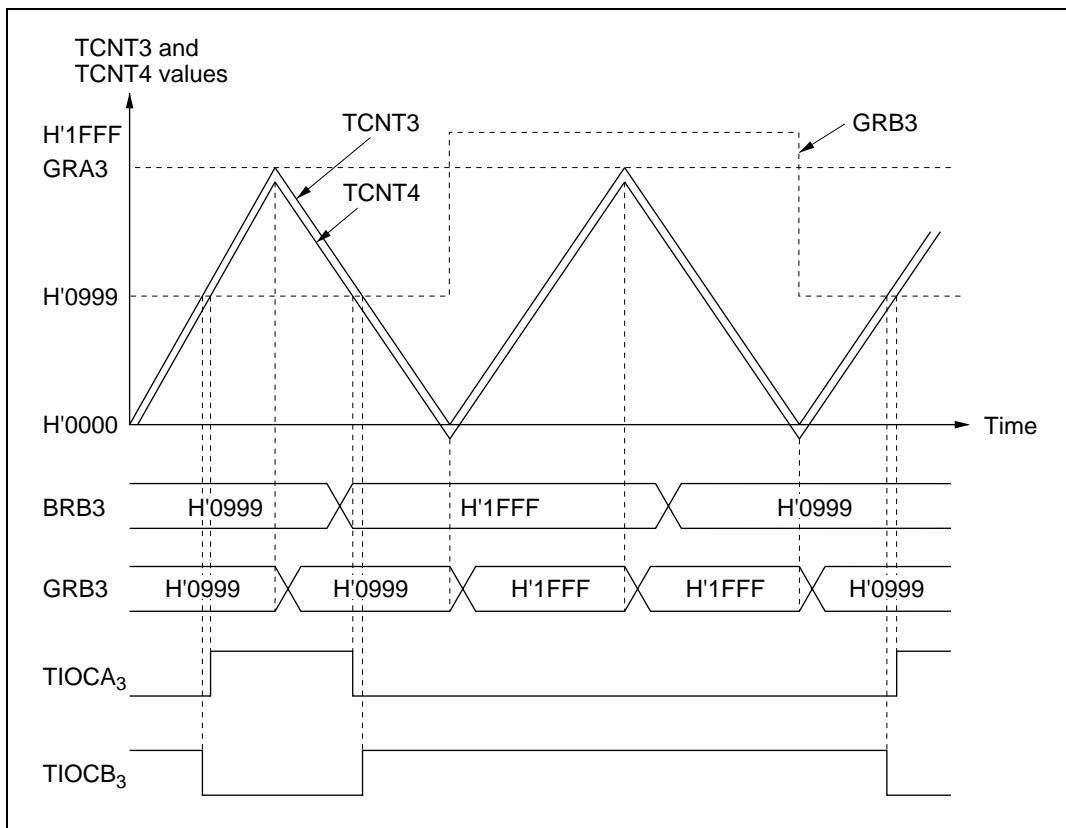 TCNT3 and
TCNT4 values
H'1FFF
TCNT3
GRB3
GRA3
TCNT4
H'0999
H'0000
Time
BRB3
H'0999
H'1FFF
H'0999
GRB3
H'0999
H'0999
H'1FFF
H'1FFF
H'0999
TIOCA3
TIOCB3